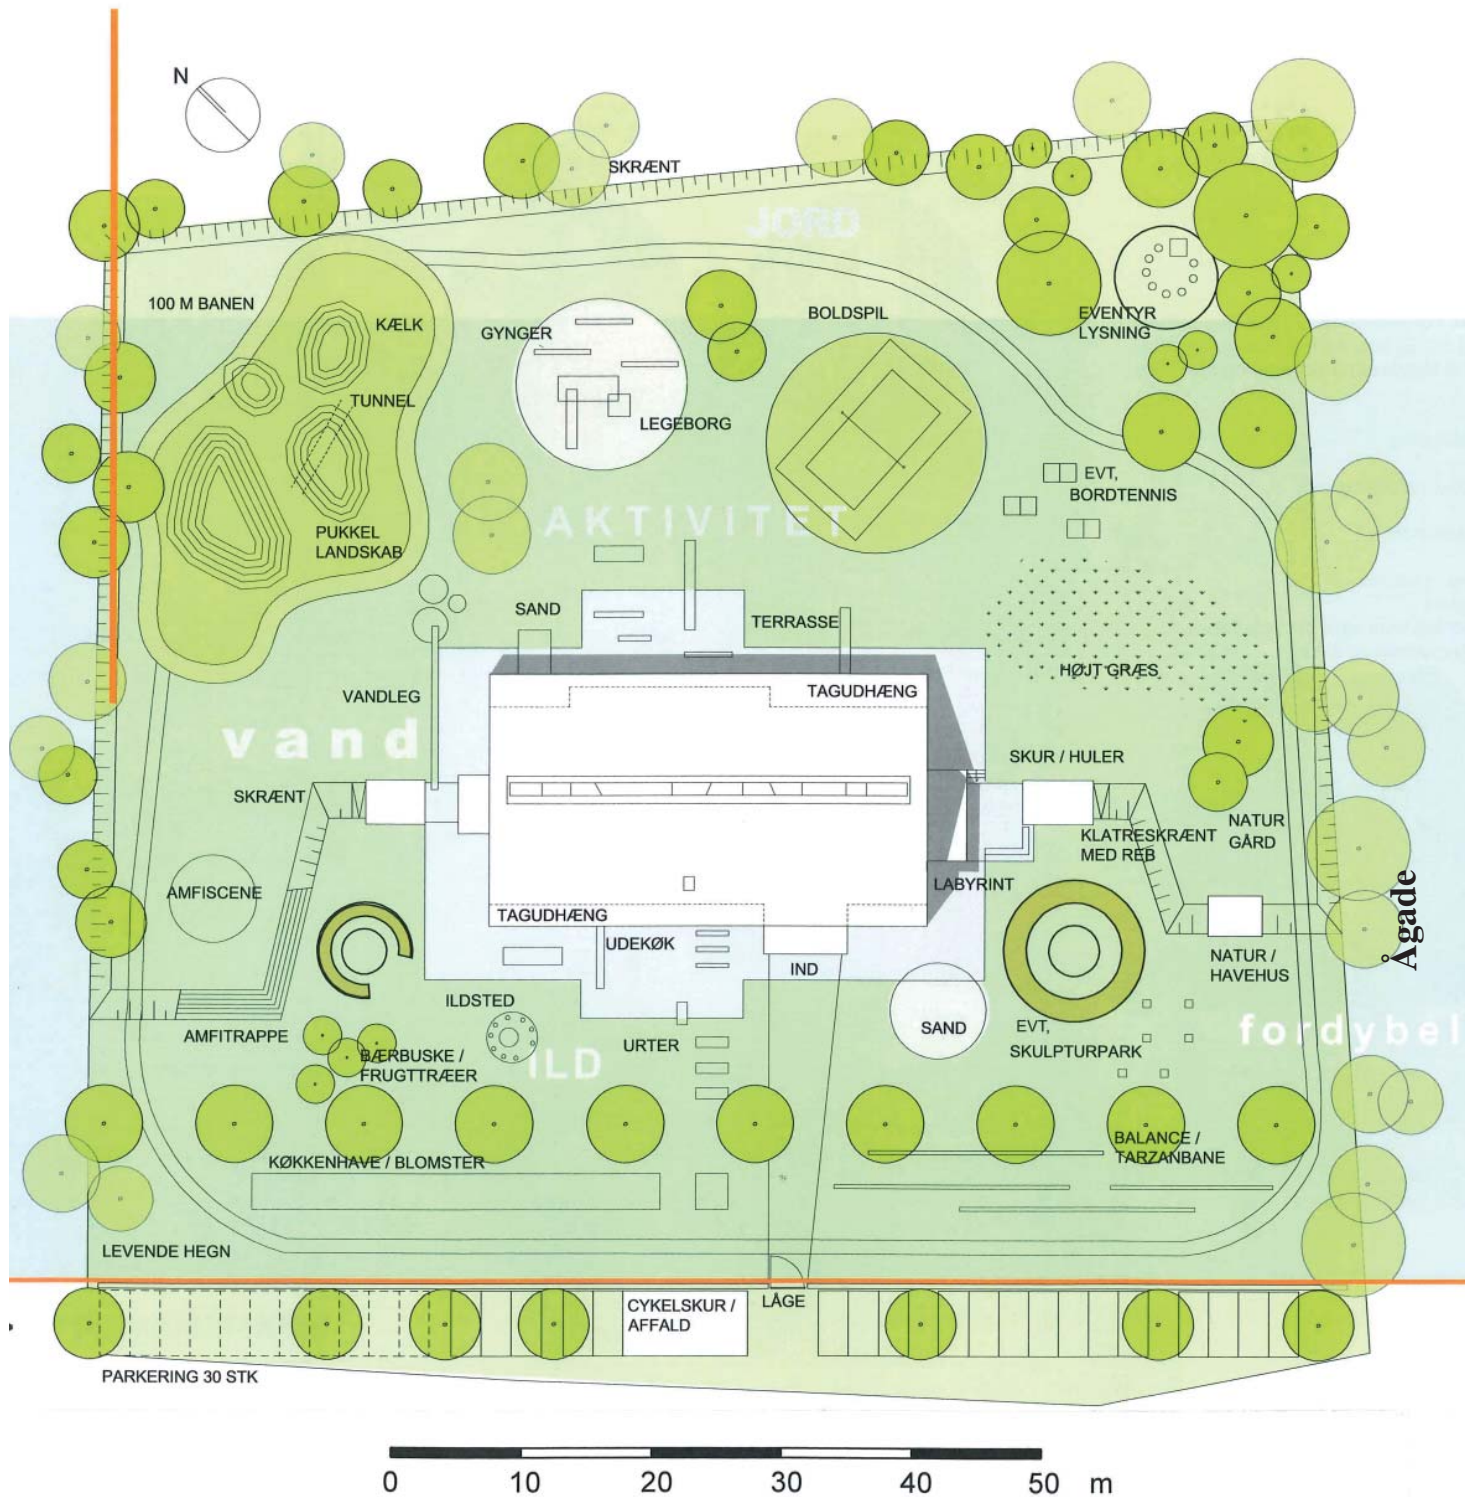 N
SKRÆNT
JORD
100 M BANEN
KÆLK
GYNGER
BOLDSPIL
EVENTYR
LYSNING
TUNNEL
LEGEBORG
EVT,
BORDTENNIS
PUKKEL
LANDSKAB
AKTIVITET
SAND
TERRASSE
HØJT GRÆS
VANDLEG
TAGUDHÆNG
vand
SKUR / HULER
SKRÆNT
NATUR
GÅRD
KLATRESKRÆNT
MED REB
AMFISCENE
LABYRINT
Ågade
TAGUDHÆNG
UDEKØK
IND
NATUR /
HAVEHUS
ILDSTED
AMFITRAPPE
URTER
SAND
EVT,
SKULPTURPARK
fordybel
BÆRBUSKE /
FRUGTTRÆER
ILD
BALANCE /
TARZANBANE
KØKKENHAVE / BLOMSTER
LEVENDE HEGN
CYKELSKUR /
AFFALD
LÅGE
PARKERING 30 STK
0 10 20 30 40 50 m